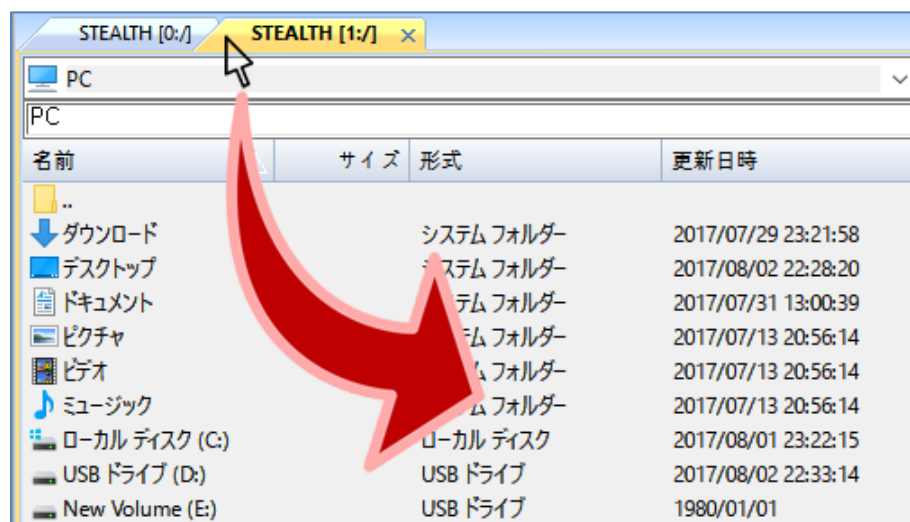 STEALTH [0:/] STEALTH [1:/] ×
PC
PC
名前 サイズ 形式 更新日時
..
ダウンロード システム フォルダー 2017/07/29 23:21:58
デスクトップ システム フォルダー 2017/08/02 22:28:20
ドキュメント テム フォルダー 2017/07/31 13:00:39
ピクチャ テム フォルダー 2017/07/13 20:56:14
ビデオ ム フォルダー 2017/07/13 20:56:14
ミュージック ム フォルダー 2017/07/13 20:56:14
ローカル ディスク (C:) ローカル ディスク 2017/08/01 23:22:15
USB ドライブ (D:) USB ドライブ 2017/08/02 22:33:14
New Volume (E:) USB ドライブ 1980/01/01